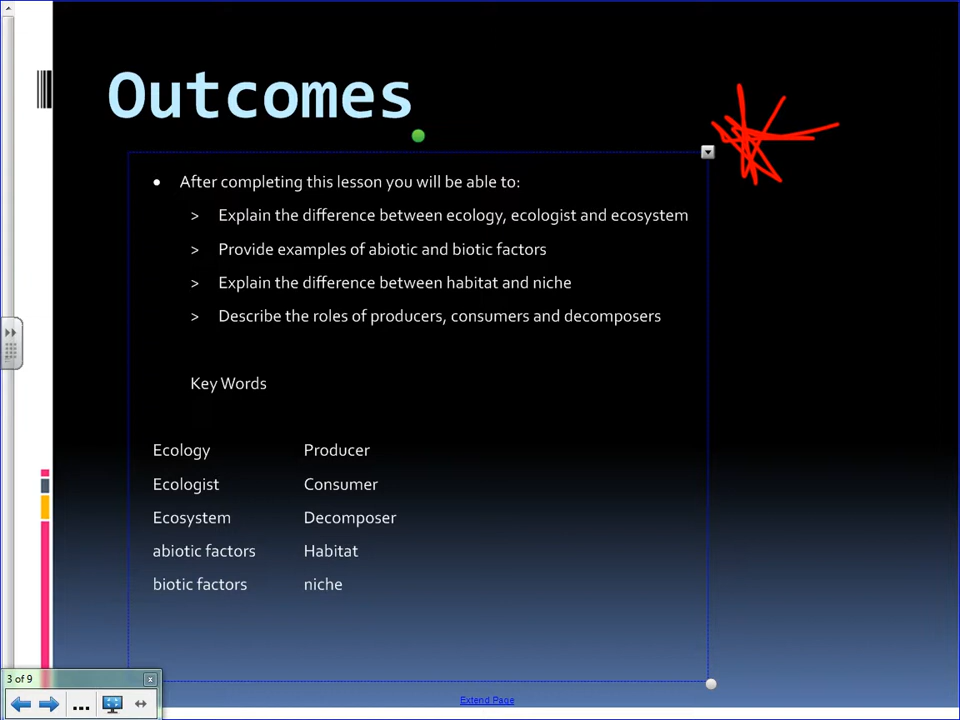 Outcomes
• After completing this lesson you will be able to:
> Explain the difference between ecology, ecologist and ecosystem
> Provide examples of abiotic and biotic factors
> Explain the difference between habitat and niche
> Describe the roles of producers, consumers and decomposers
Key Words
Ecology Producer
Ecologist Consumer
Ecosystem Decomposer
abiotic factors Habitat
biotic factors niche
3 of 9
Extend Page